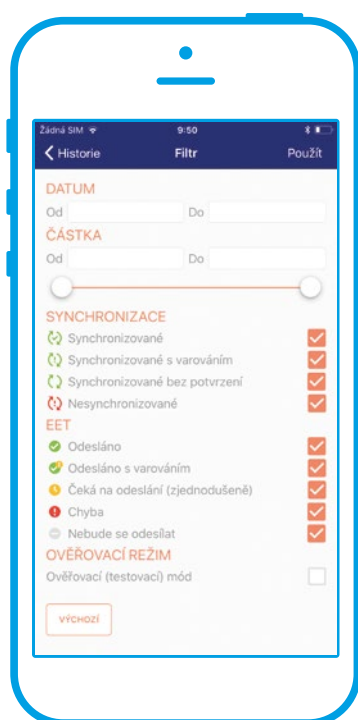 Žádná SIM 9:50
Historie Filtr Použít
DATUM
Od Do
ČÁSTKA
Od Do
SYNCHRONIZACE
Synchronizované
Synchronizované s varováním
Synchronizované bez potvrzení
Nesynchronizované
EET
Odesláno
Odesláno s varováním
Čeká na odeslání (zjednodušeně)
Chyba
Nebude se odesílat
OVĚŘOVACÍ REŽIM
Ověřovací (testovací) mód
VÝCHOZÍ